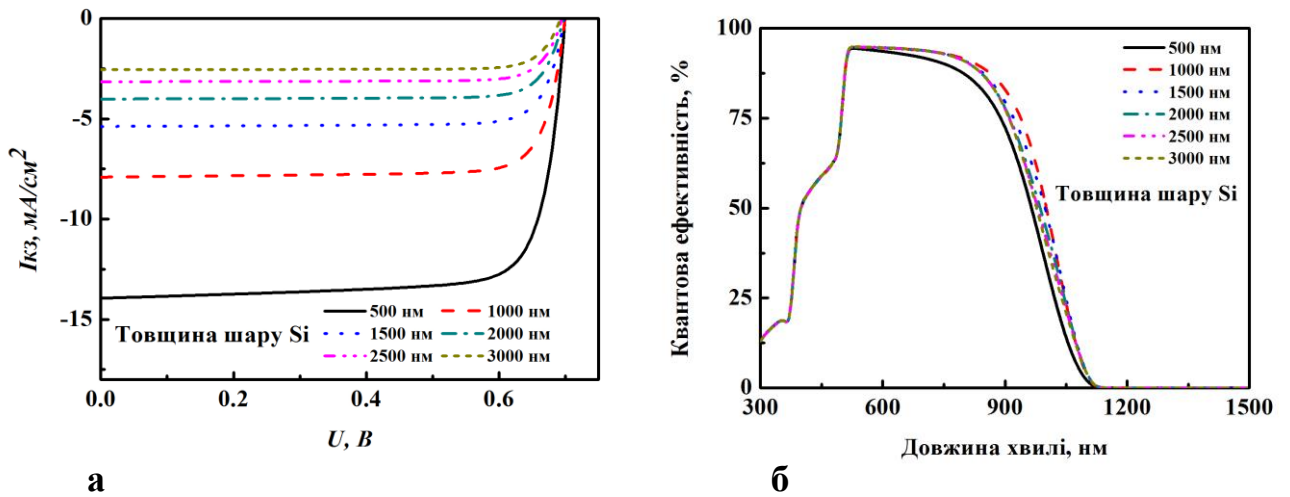 0
-5
-10
-15
Iкз, мА/см²
500 нм
1000 нм
Товщина шару Si
1500 нм
2000 нм
2500 нм
3000 нм
0.0
0.2
0.4
0.6
U, В
а
100
75
50
25
0
Квантова ефективність, %
500 нм
1000 нм
1500 нм
2000 нм
2500 нм
3000 нм
Товщина шару Si
300
600
900
1200
1500
Довжина хвилі, нм
б